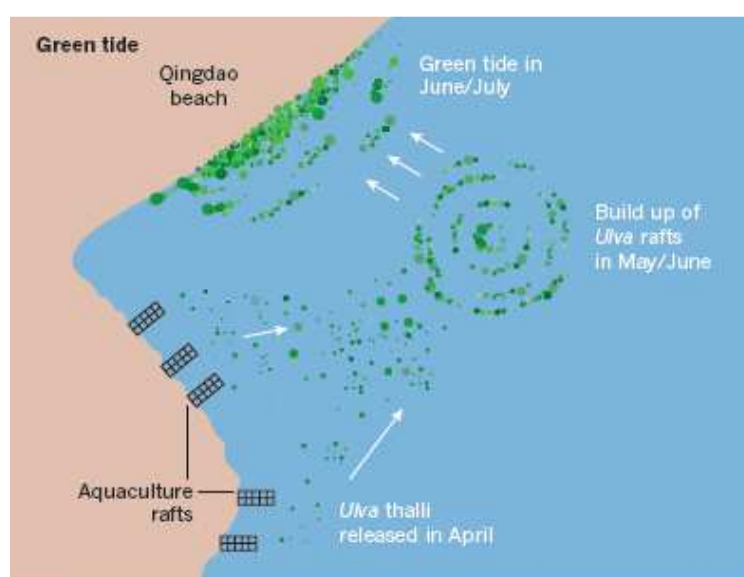 Green tide
Qingdao
beach
Green tide in
June/July
Build up of
Ulva rafts
in May/June
Aquaculture
rafts
Ulva thalli
released in April